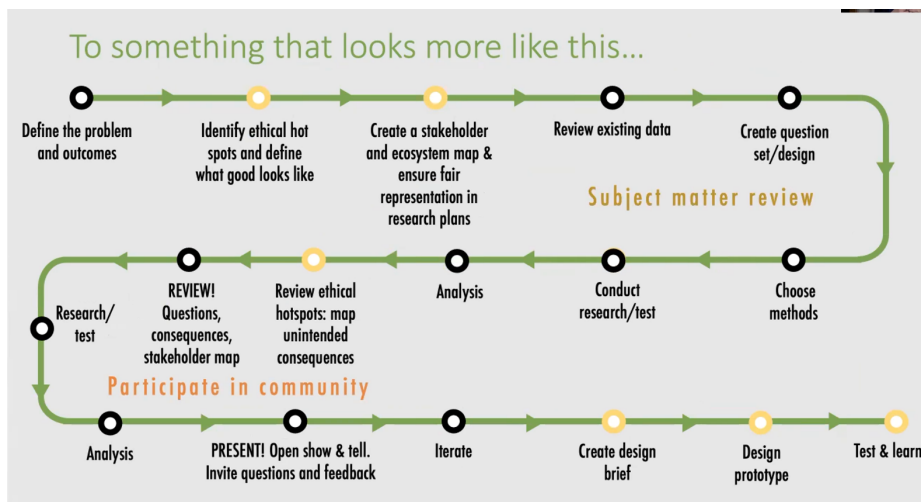 To something that looks more like this...
Define the problem
and outcomes
Identify ethical hot
spots and define
what good looks like
Create a stakeholder
and ecosystem map &
ensure fair
representation in
research plans
Review existing data
Create question
set/design
Subject matter review
Research/
test
REVIEW!
Questions,
consequences,
stakeholder map
Review ethical
hotspots: map
unintended
consequences
Analysis
Conduct
research/test
Choose
methods
Participate in community
Analysis
PRESENT! Open show & tell.
Invite questions and feedback
Iterate
Create design
brief
Design
prototype
Test & learn